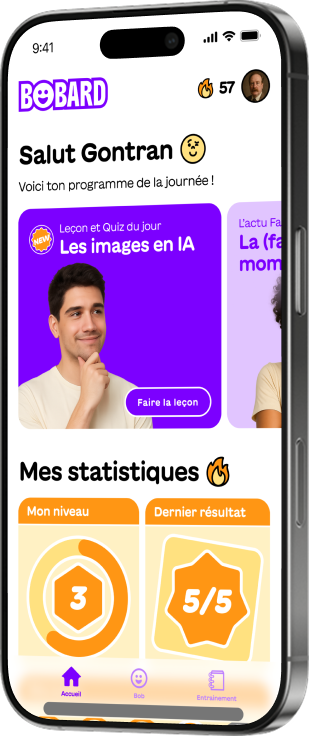 9:41
BOBARD
57
Salut Gontran
Voici ton programme de la journée !
NEW
Leçon et Quiz du jour
Les images en IA
Faire la leçon
L'actu Fa
La (fa
mom
Mes statistiques
Mon niveau
3
Dernier résultat
5/5
Accueil
Bob
Entraînement